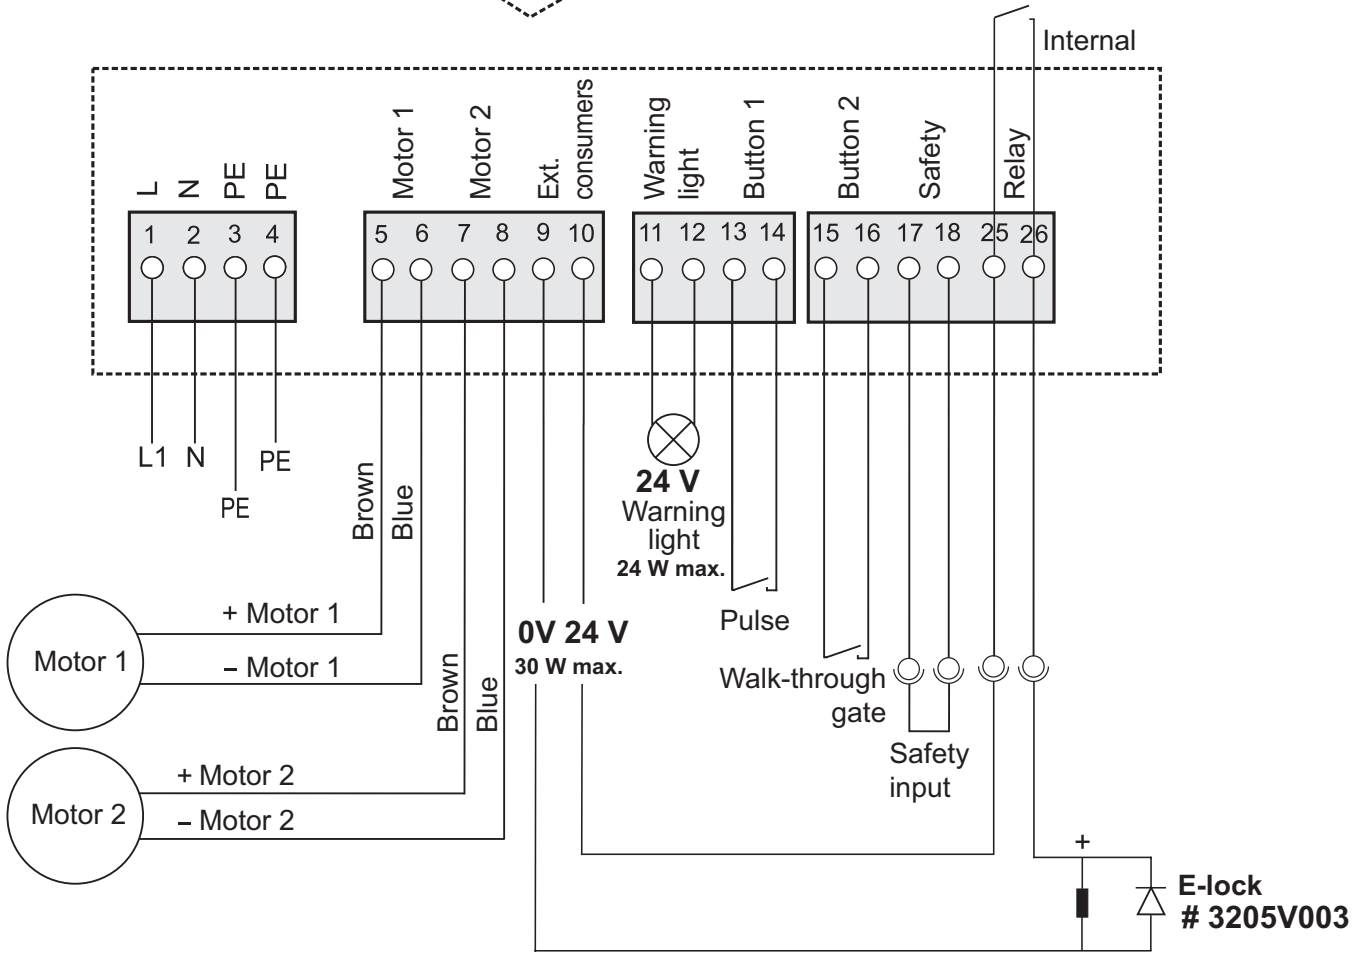 Internal
L
N
PE
PE
Motor 1
Motor 2
Ext.
consumers
Warning
light
Button 1
Button 2
Safety
Relay
1 2 3 4
5 6 7 8 9 10
11 12 13 14
15 16 17 18 25 26
L1 N
PE
PE
Brown
Blue
24 V
Warning
light
24 W max.
Pulse
+ Motor 1
Motor 1
– Motor 1
0V 24 V
30 W max.
Brown
Blue
Walk-through
gate
Safety
input
+ Motor 2
Motor 2
– Motor 2
+
E-lock
# 3205V003